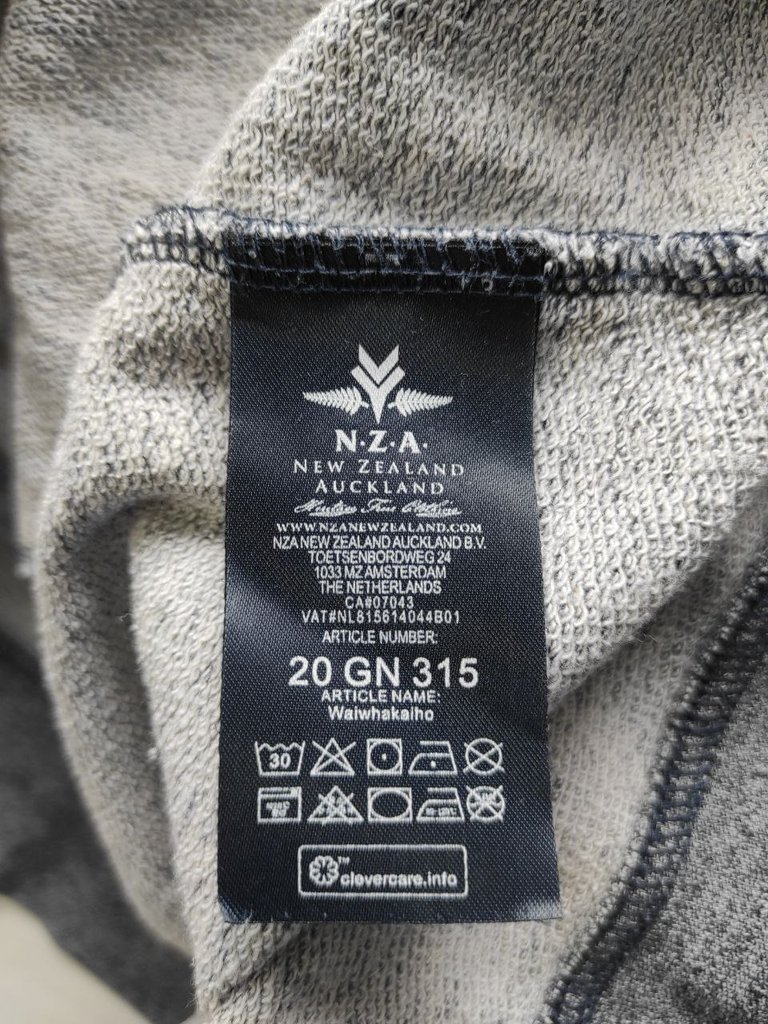 N·Z·A·
NEW ZEALAND
AUCKLAND
WWW.NZANEWZEALAND.COM
NZA NEW ZEALAND AUCKLAND B.V.
TOETSENBORDWEG 24
1033 MZ AMSTERDAM
THE NETHERLANDS
CA#07043
VAT#NL815614044B01
ARTICLE NUMBER:
20 GN 315
ARTICLE NAME:
Waiwhakaiho
30
™
clevercare.info